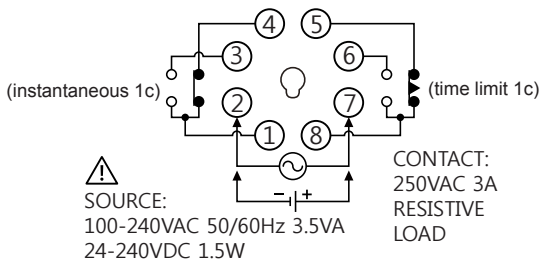 ④ ⑤
③ ⑥
(instantaneous 1c) (time limit 1c)
② ⑦
① ⑧
− +
SOURCE:
100-240VAC 50/60Hz 3.5VA
24-240VDC 1.5W
CONTACT:
250VAC 3A
RESISTIVE
LOAD